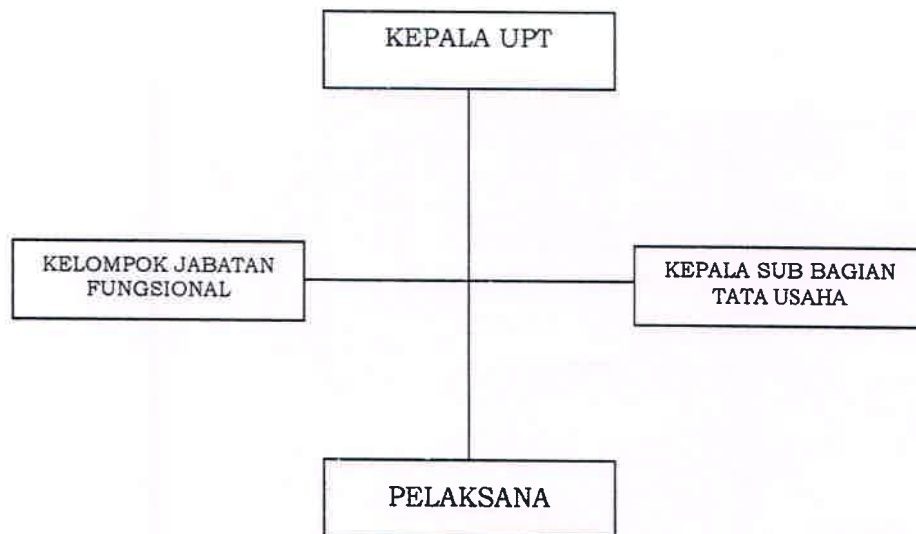 KEPALA UPT
KELOMPOK JABATAN
FUNGSIONAL
KEPALA SUB BAGIAN
TATA USAHA
PELAKSANA